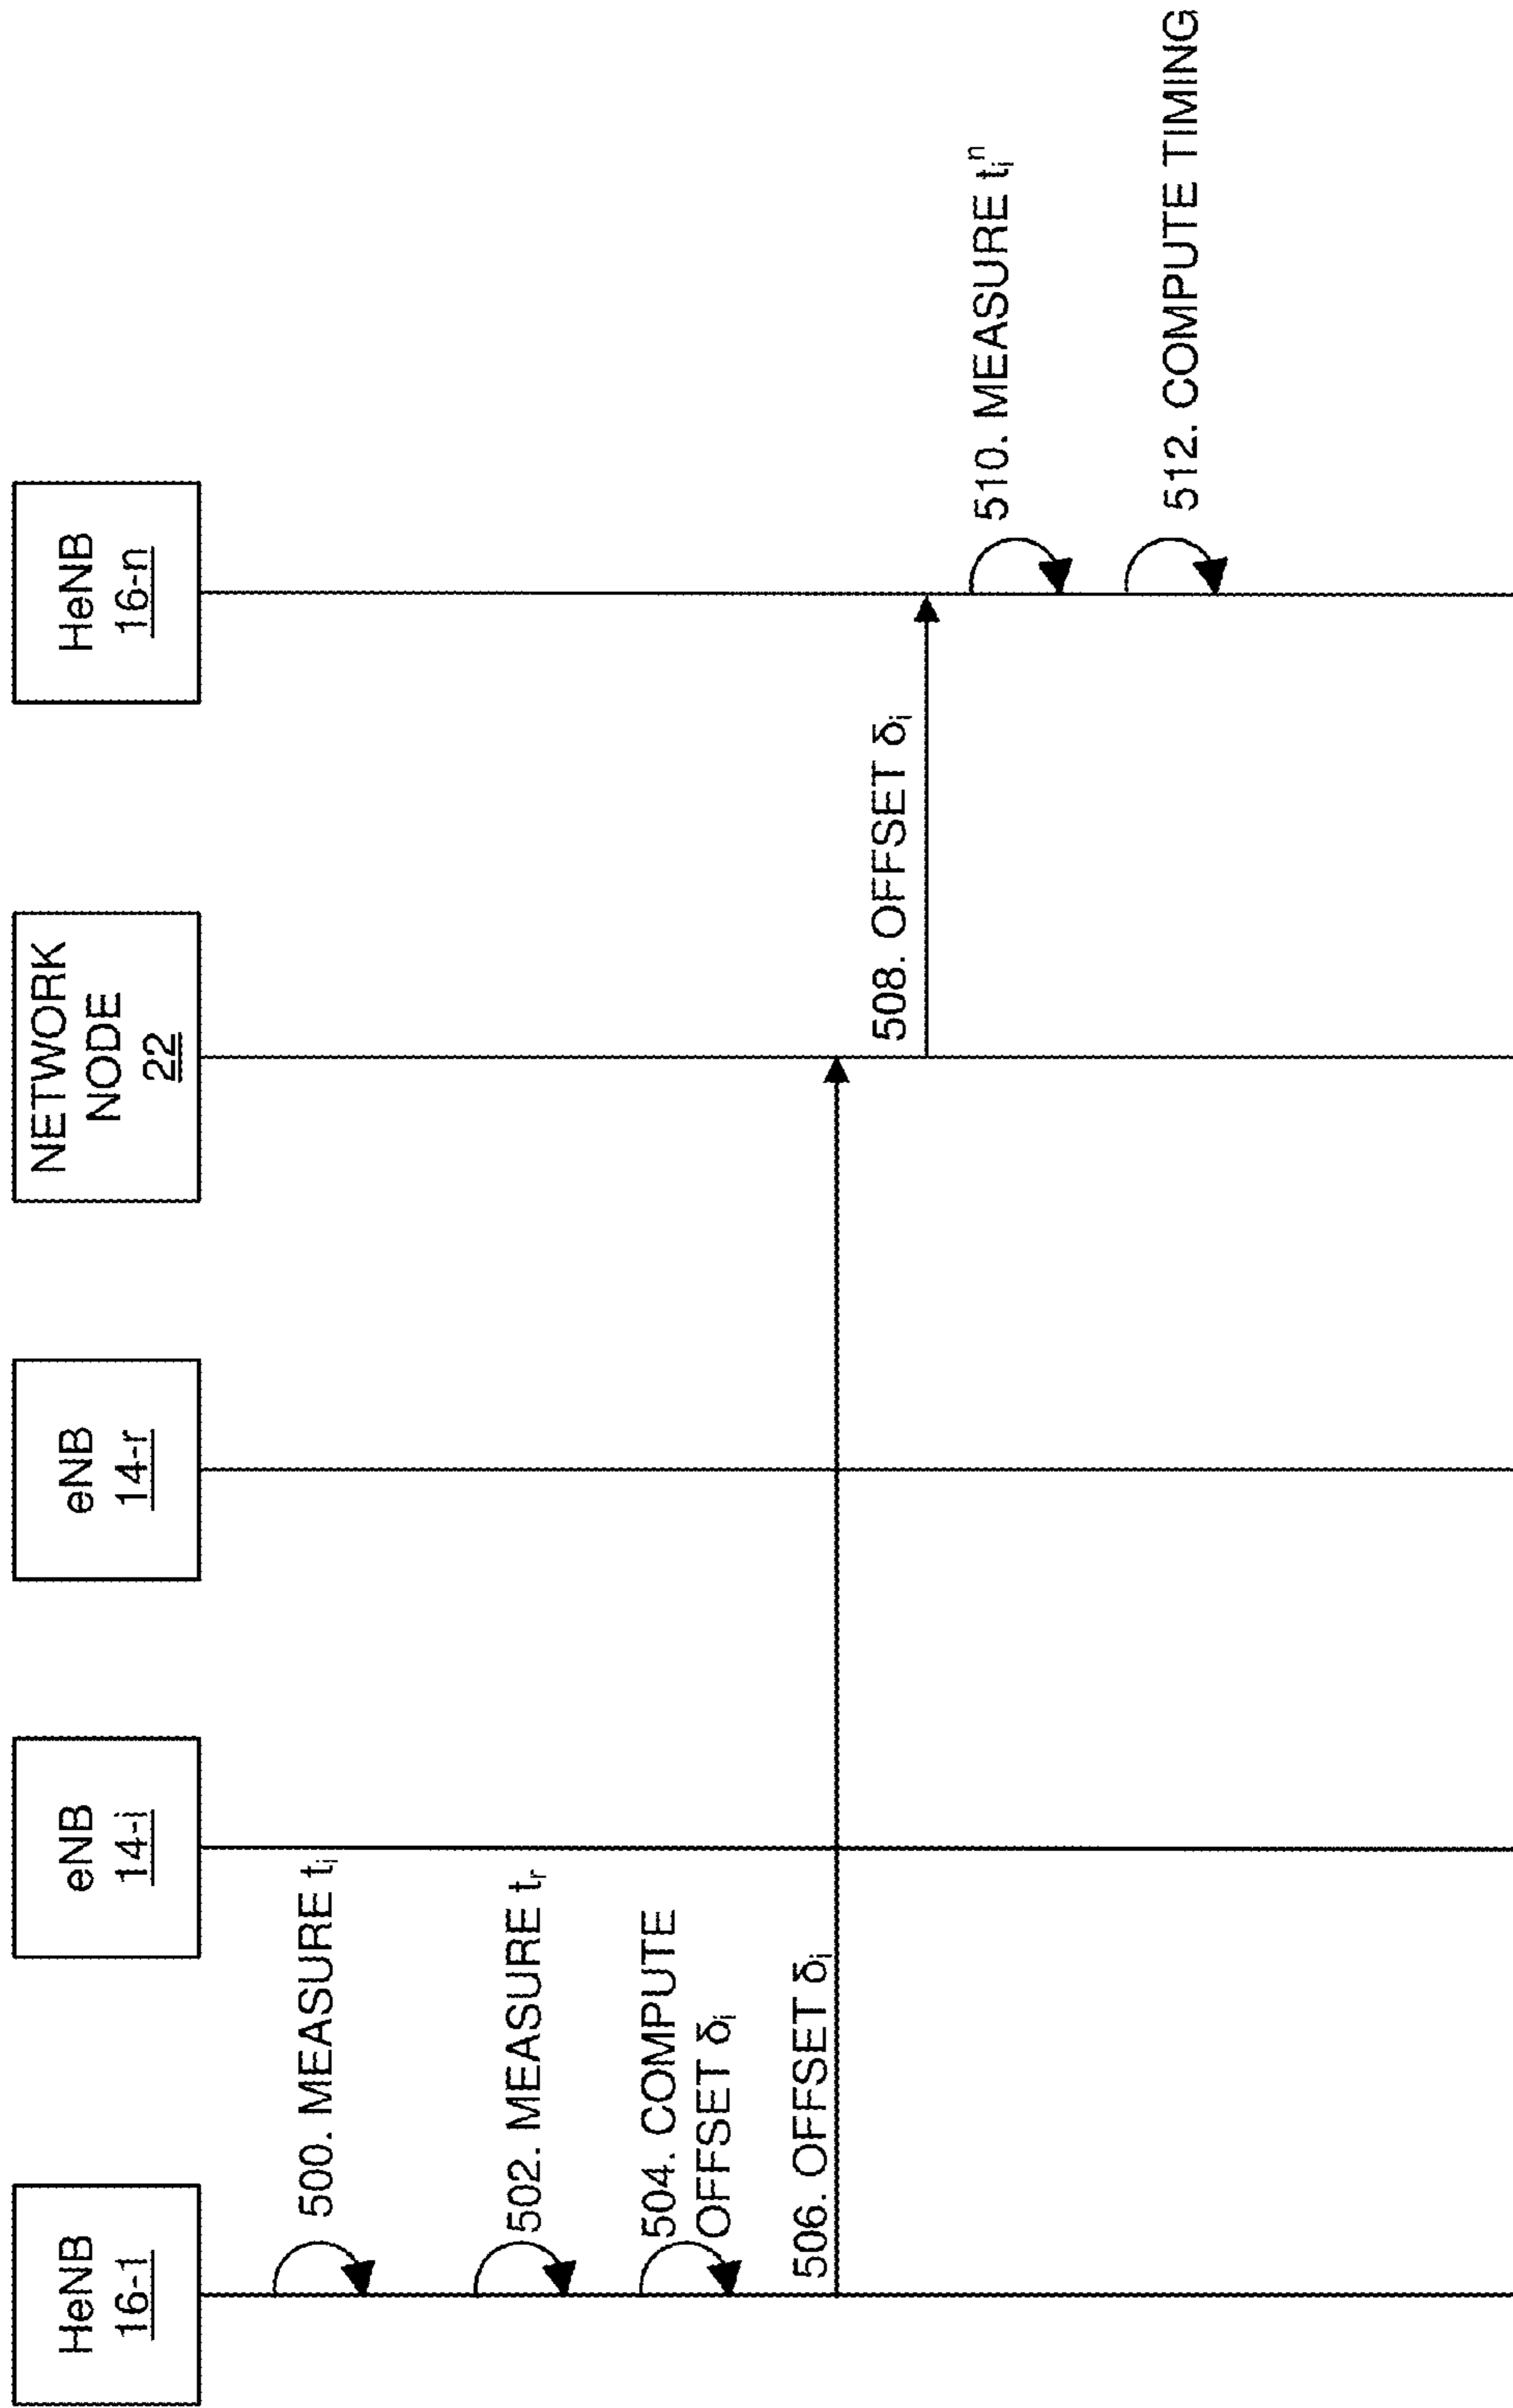 HeNB
16-1
eNB
14-i
eNB
14-r
NETWORK
NODE
22
HeNB
16-n
500. MEASURE tᵢ
502. MEASURE tᵣ
504. COMPUTE
OFFSET δᵢ
506. OFFSET δᵢ
508. OFFSET δᵢ
510. MEASURE tᵢⁿ
512. COMPUTE TIMING